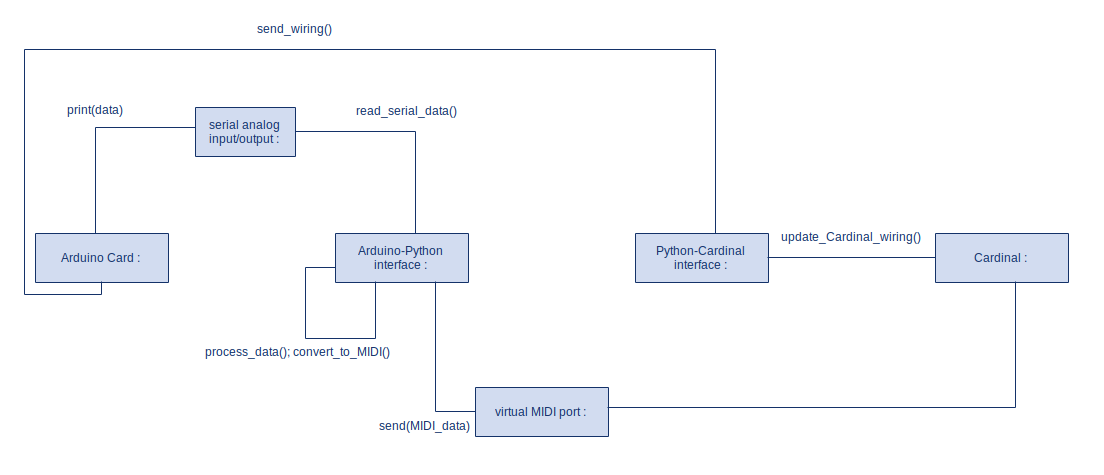 send_wiring()
print(data)
serial analog
input/output :
read_serial_data()
Arduino Card :
Arduino-Python
interface :
Python-Cardinal
interface :
update_Cardinal_wiring()
Cardinal :
process_data(); convert_to_MIDI()
virtual MIDI port :
send(MIDI_data)